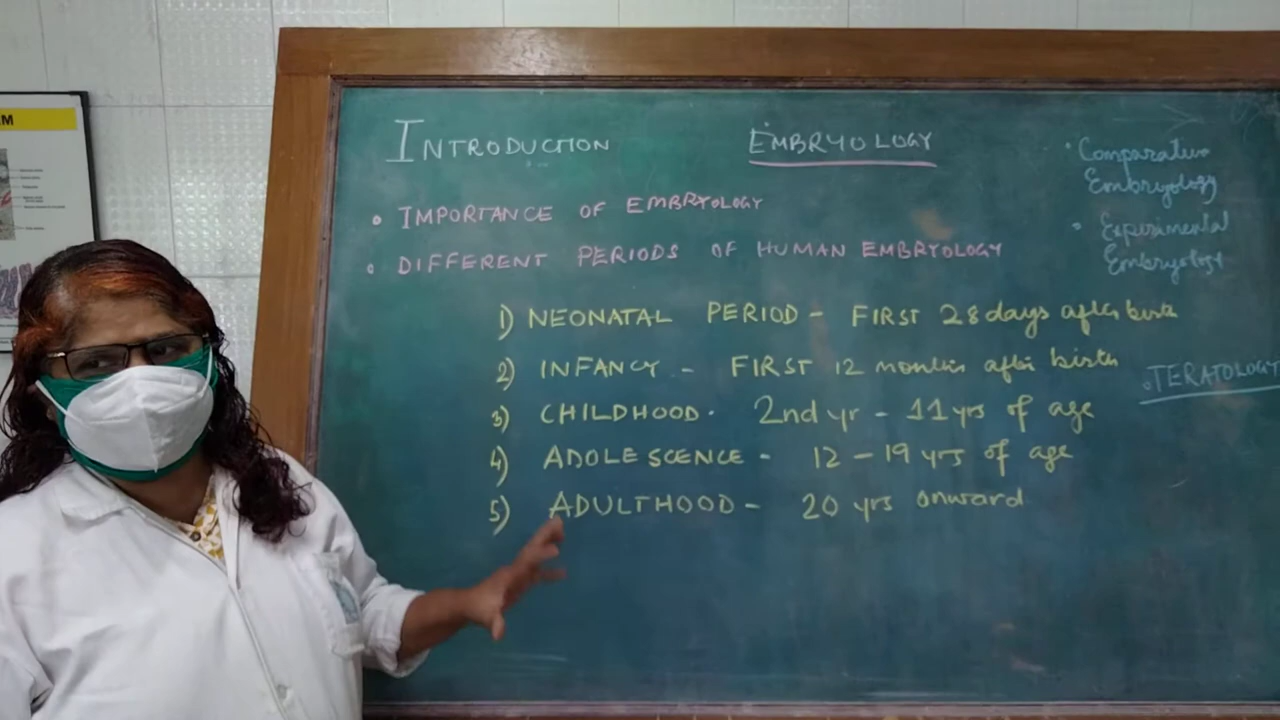 M
INTRODUCTION EMBRYOLOGY
• IMPORTANCE OF EMBRYOLOGY
• DIFFERENT PERIODS OF HUMAN EMBRYOLOGY
1) NEONATAL PERIOD - FIRST 28 days after birth
2) INFANCY - FIRST 12 months after birth
3) CHILDHOOD. 2nd yr - 11 yrs of age
4) ADOLESCENCE - 12 - 19 yrs of age
5) ADULTHOOD - 20 yrs onward
• Comparative
Embryology
• Experimental
Embryology
. TERATOLOGY